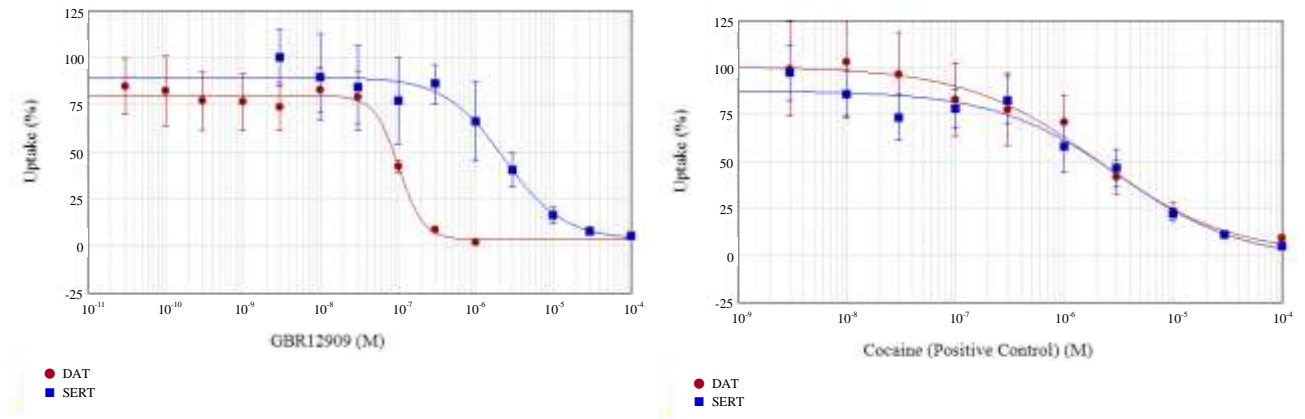 125
100
75
50
25
0
-25
Uptake (%)
10-11 10-10 10-9 10-8 10-7 10-6 10-5 10-4
GBR12909 (M)
DAT
SERT
125
100
75
50
25
0
-25
Uptake (%)
10-9 10-8 10-7 10-6 10-5 10-4
Cocaine (Positive Control) (M)
DAT
SERT